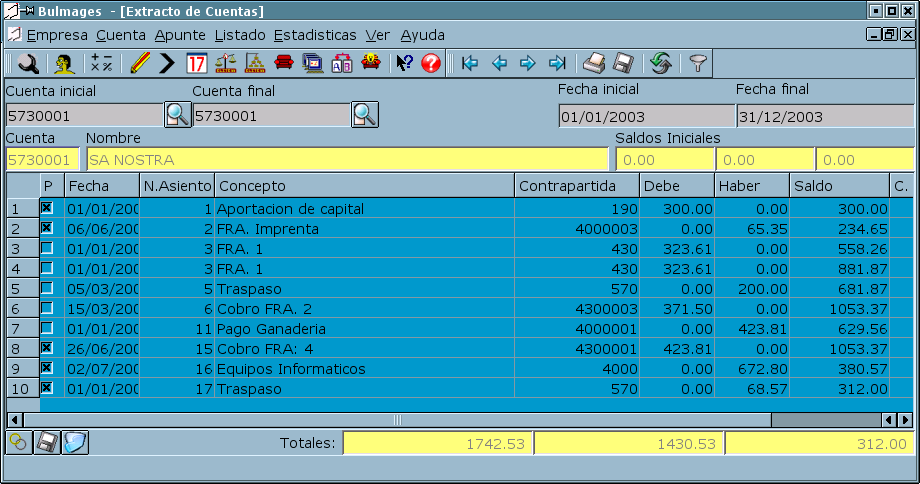 BulmaGes - [Extracto de Cuentas]
Empresa Cuenta Apunte Listado Estadisticas Ver Ayuda
17
Cuenta inicial Cuenta final Fecha inicial Fecha final
5730001 5730001 01/01/2003 31/12/2003
Cuenta Nombre Saldos Iniciales
5730001 SA NOSTRA 0.00 0.00 0.00
P Fecha N.Asiento Concepto Contrapartida Debe Haber Saldo C.
1 01/01/200 1 Aportacion de capital 190 300.00 0.00 300.00
2 06/06/200 2 FRA. Imprenta 4000003 0.00 65.35 234.65
3 01/01/200 3 FRA. 1 430 323.61 0.00 558.26
4 01/01/200 3 FRA. 1 430 323.61 0.00 881.87
5 05/03/200 5 Traspaso 570 0.00 200.00 681.87
6 15/03/200 6 Cobro FRA. 2 4300003 371.50 0.00 1053.37
7 01/01/200 11 Pago Ganaderia 4000001 0.00 423.81 629.56
8 26/06/200 15 Cobro FRA: 4 4300001 423.81 0.00 1053.37
9 02/07/200 16 Equipos Informaticos 4000 0.00 672.80 380.57
10 01/01/200 17 Traspaso 570 0.00 68.57 312.00
Totales: 1742.53 1430.53 312.00